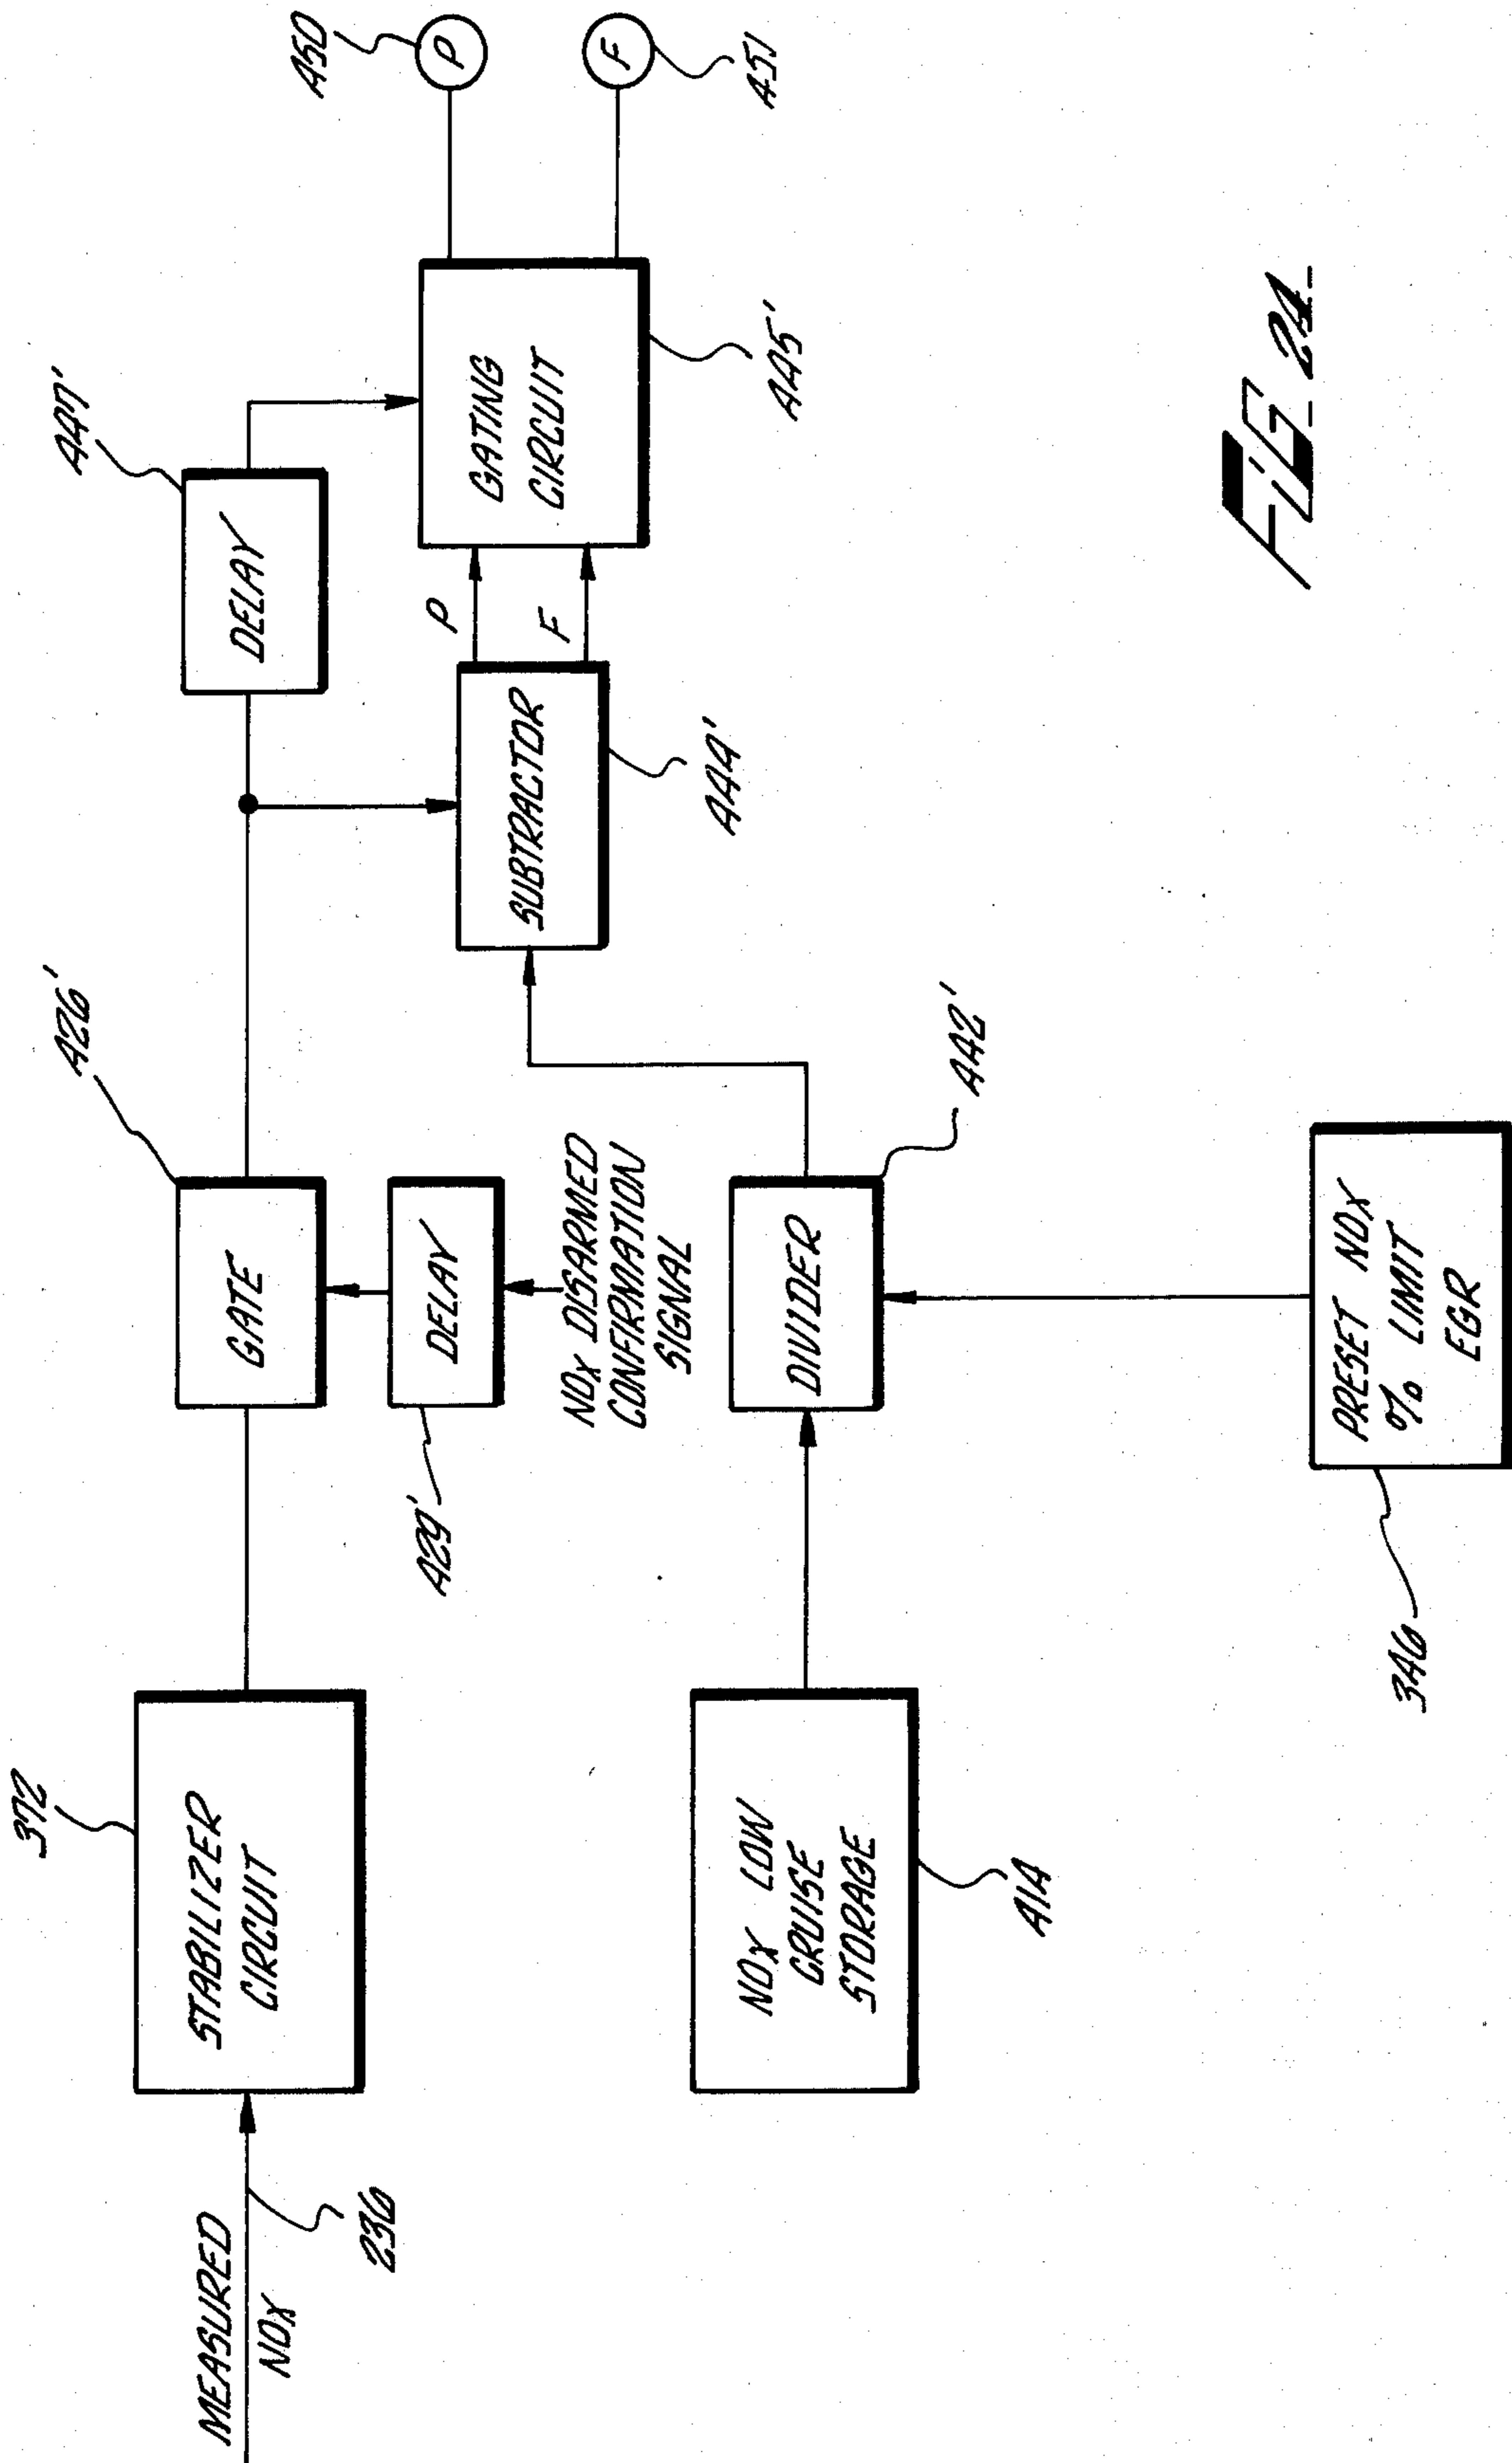 MEASURED
NOX
236
STABILIZER
CIRCUIT
372
GATE
426'
DELAY
429'
NOX DISARMED
CONFIRMATION
SIGNAL
DELAY
447'
SUBTRACTOR
444'
P
F
GATING
CIRCUIT
445'
P
450
F
451
NOX LOW
CRUISE
STORAGE
414
DIVIDER
442'
PRESET NOX
% LIMIT
EGR
346
FIG_24_